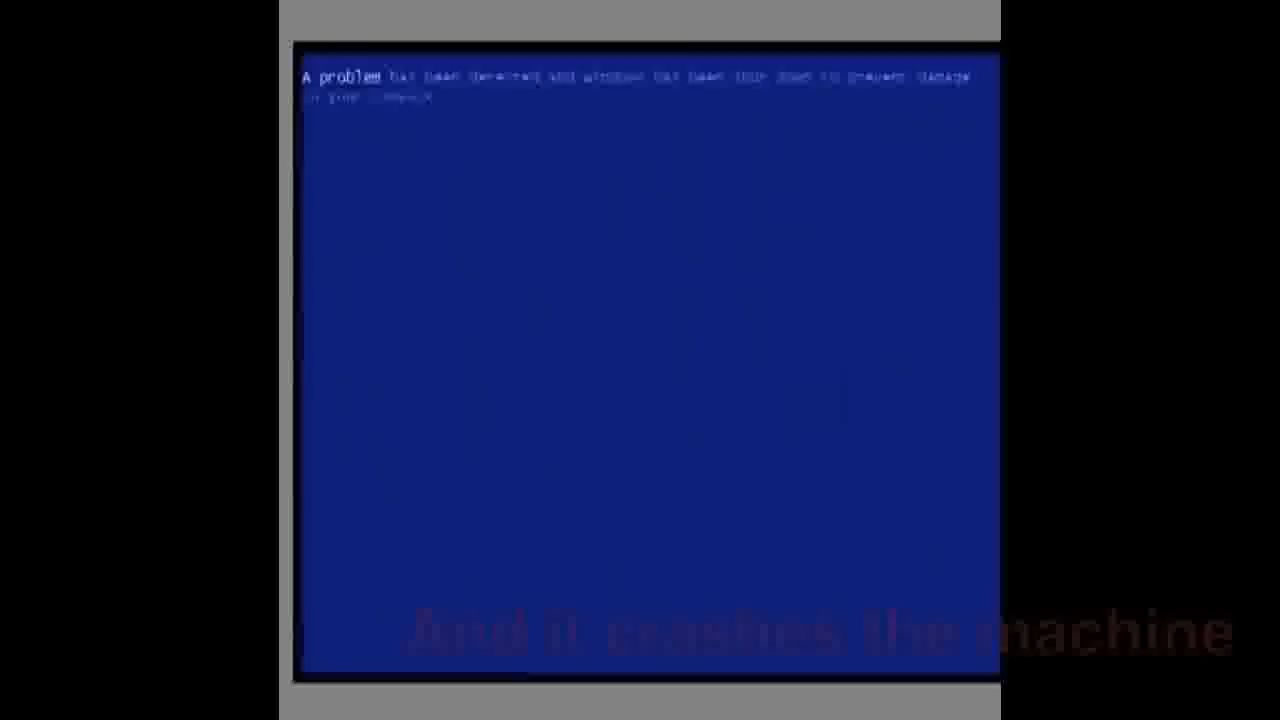 A problem has been detected and windows has been shut down to prevent damage
to your computer
And it crashes the machine